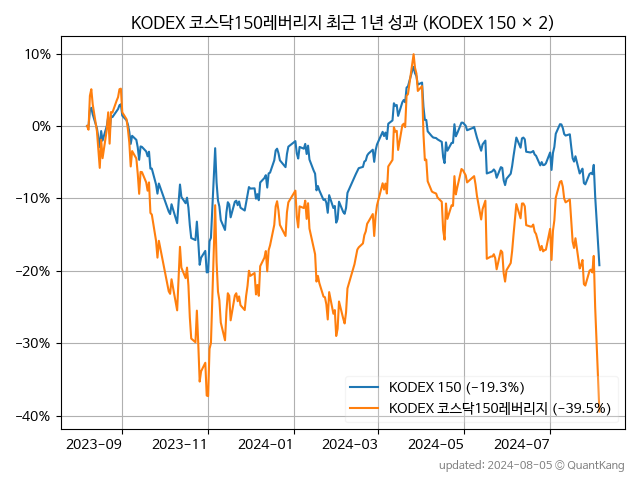 KODEX 코스닥150레버리지 최근 1년 성과 (KODEX 150 × 2)
10%
0%
−10%
−20%
−30%
−40%
KODEX 150 (−19.3%)
KODEX 코스닥150레버리지 (−39.5%)
2023-09 2023-11 2024-01 2024-03 2024-05 2024-07
updated: 2024-08-05 ⓒ QuantKang